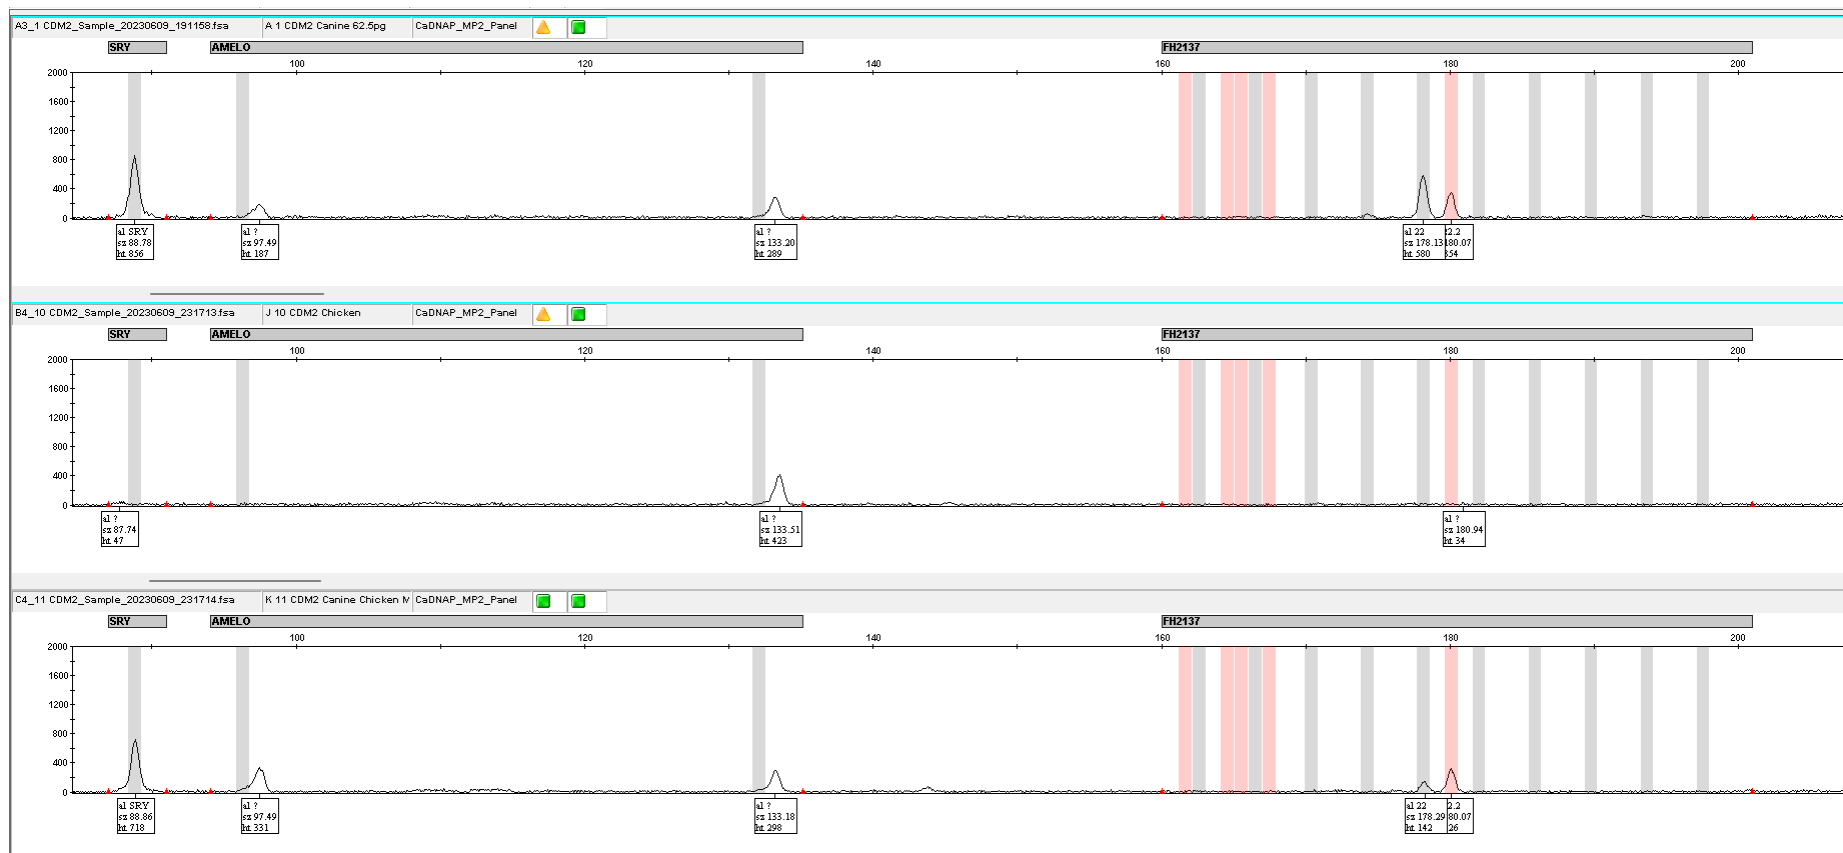 A3_1 CDM2_Sample_20230609_191158.fsa A 1 CDM2 Canine 62.5pg CaDNAP_MP2_Panel
SRY AMELO FH2137
100 120 140 160 180 200
2000
1600
1200
800
400
0
al SRY al ? al ? al 22 2.2
sz 88.78 sz 97.49 sz 133.20 sz 178.13 180.07
ht 856 ht 187 ht 289 ht 580 354
B4_10 CDM2_Sample_20230609_231713.fsa J 10 CDM2 Chicken CaDNAP_MP2_Panel
SRY AMELO FH2137
100 120 140 160 180 200
2000
1600
1200
800
400
0
al ? al ? al ?
sz 87.74 sz 133.51 sz 180.94
ht 47 ht 423 ht 34
C4_11 CDM2_Sample_20230609_231714.fsa K 11 CDM2 Canine Chicken M CaDNAP_MP2_Panel
SRY AMELO FH2137
100 120 140 160 180 200
2000
1600
1200
800
400
0
al SRY al ? al ? al 22 2.2
sz 88.86 sz 97.49 sz 133.18 sz 178.29 80.07
ht 718 ht 331 ht 298 ht 142 26